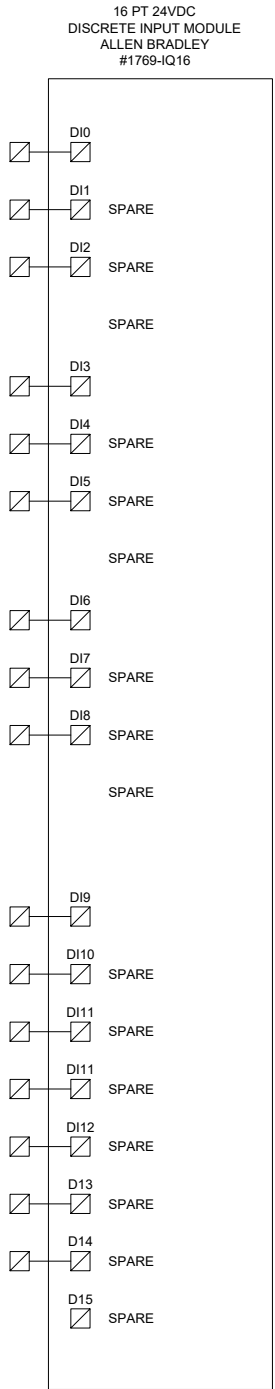 16 PT 24VDC
DISCRETE INPUT MODULE
ALLEN BRADLEY
#1769-IQ16
DI0
DI1
SPARE
DI2
SPARE
SPARE
DI3
DI4
SPARE
DI5
SPARE
SPARE
DI6
DI7
SPARE
DI8
SPARE
SPARE
DI9
DI10
SPARE
DI11
SPARE
DI11
SPARE
DI12
SPARE
D13
SPARE
D14
SPARE
D15
SPARE